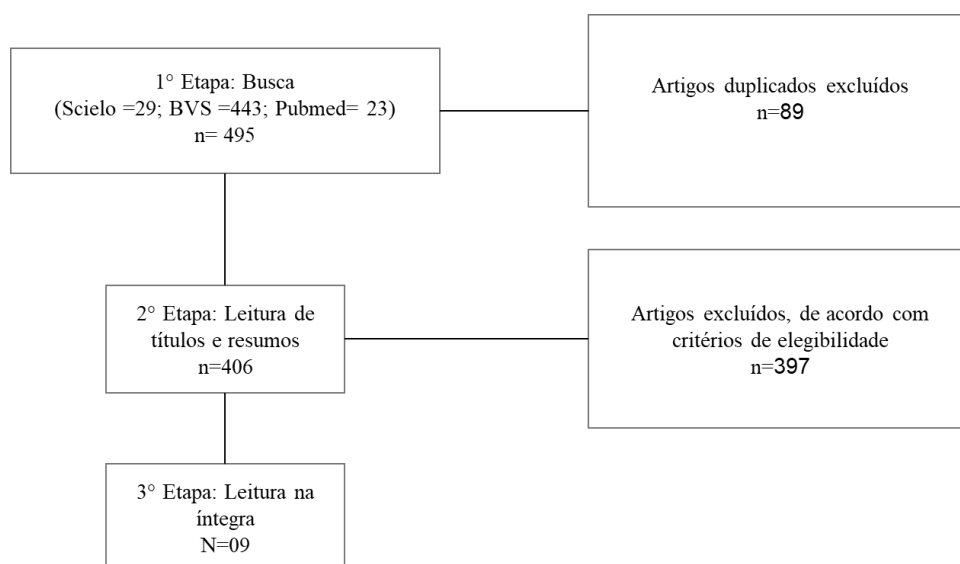 1° Etapa: Busca
(Scielo =29; BVS =443; Pubmed= 23)
n= 495
Artigos duplicados excluídos
n=89
2° Etapa: Leitura de
títulos e resumos
n=406
Artigos excluídos, de acordo com
critérios de elegibilidade
n=397
3° Etapa: Leitura na
íntegra
N=09